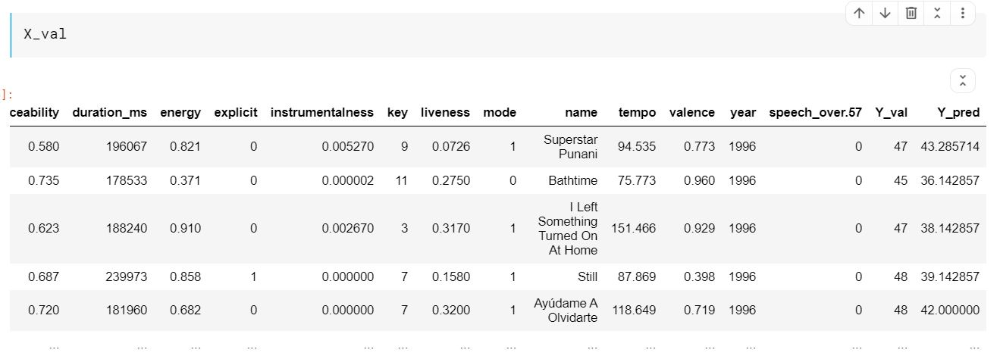 X_val
]:
ceability duration_ms energy explicit instrumentalness key liveness mode name tempo valence year speech_over.57 Y_val Y_pred
0.580 196067 0.821 0 0.005270 9 0.0726 1 Superstar Punani 94.535 0.773 1996 0 47 43.285714
0.735 178533 0.371 0 0.000002 11 0.2750 0 Bathtime 75.773 0.960 1996 0 45 36.142857
0.623 188240 0.910 0 0.002670 3 0.3170 1 I Left Something Turned On At Home 151.466 0.929 1996 0 47 38.142857
0.687 239973 0.858 1 0.000000 7 0.1580 1 Still 87.869 0.398 1996 0 48 39.142857
0.720 181960 0.682 0 0.000000 7 0.3200 1 Ayúdame A Olvidarte 118.649 0.719 1996 0 48 42.000000
... ... ... ... ... ... ... ... ... ... ... ... ... ... ...